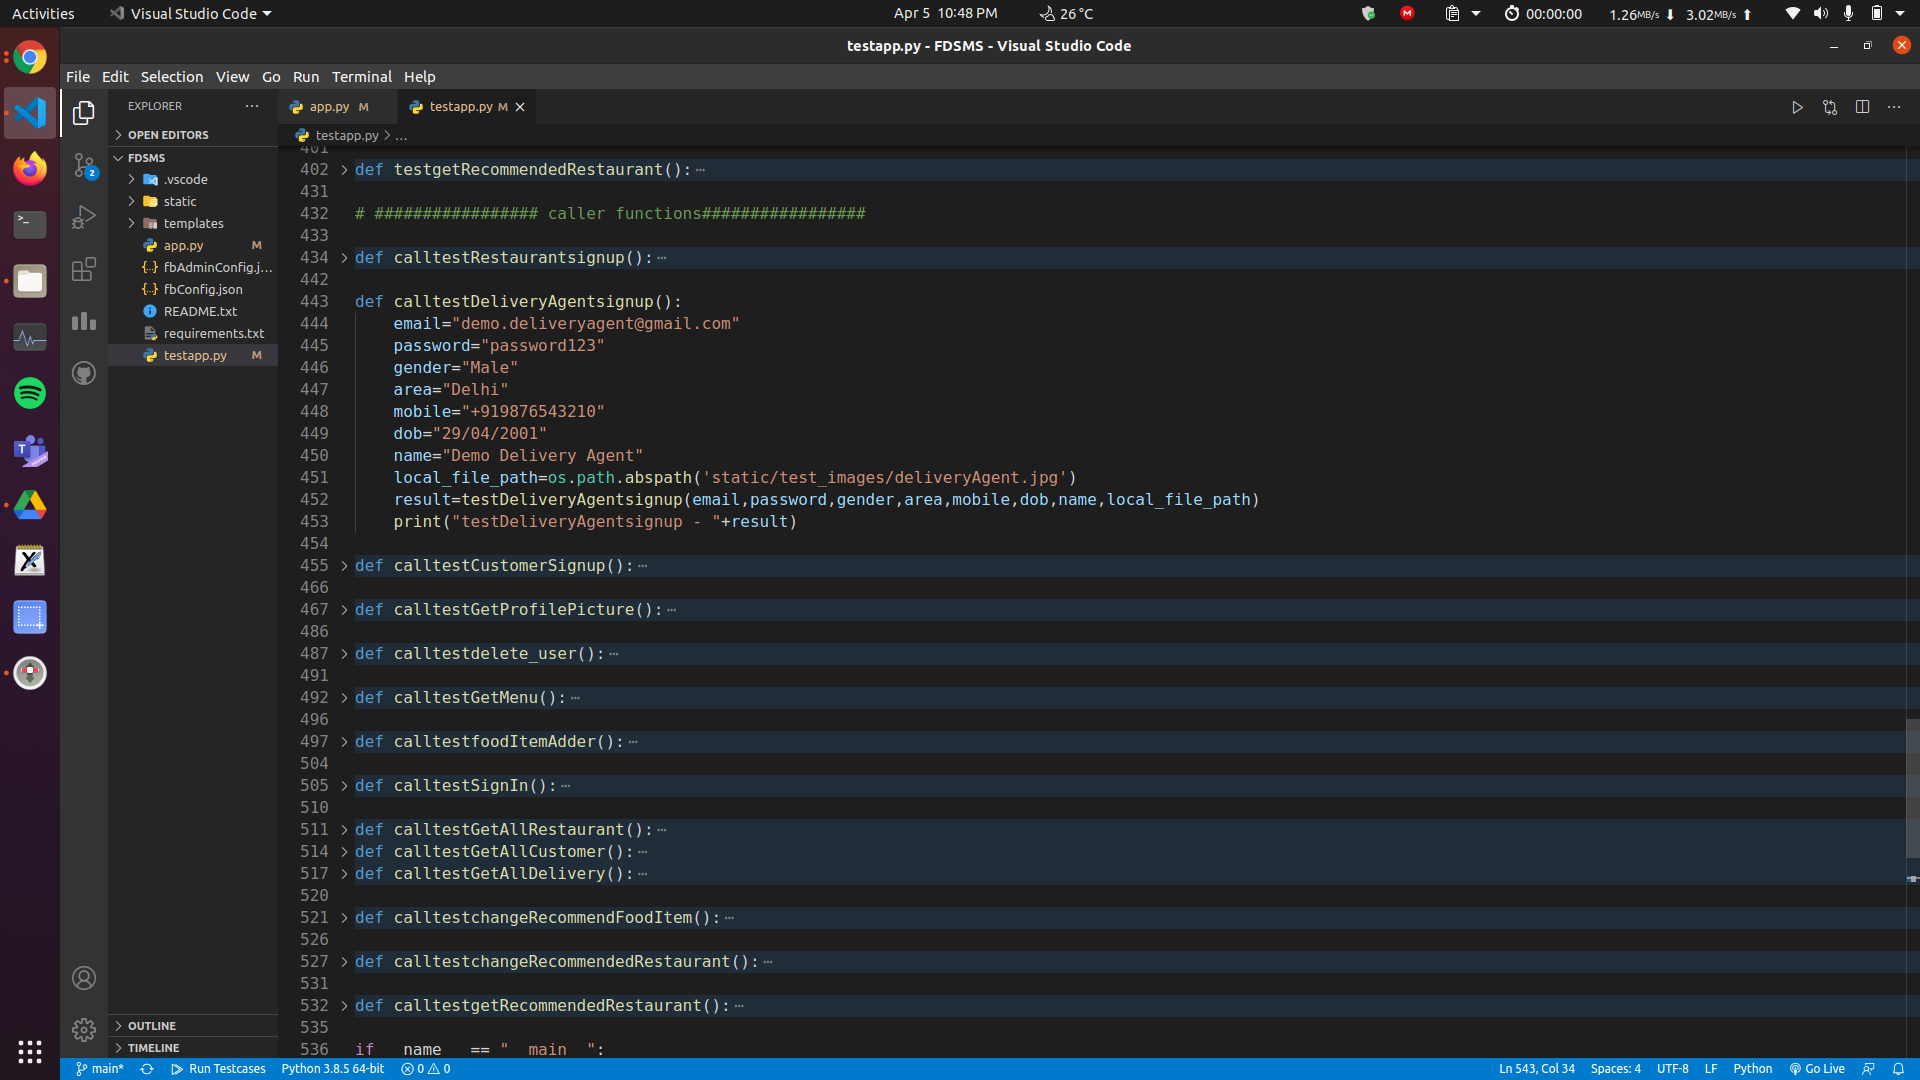 Activities Visual Studio Code Apr 5 10:48 PM 26 °C 00:00:00 1.26MB/s 3.02MB/s
testapp.py - FDSMS - Visual Studio Code
File Edit Selection View Go Run Terminal Help
EXPLORER
app.py M testapp.py M
OPEN EDITORS
testapp.py > ...
FDSMS
.vscode
static
templates
app.py M
fbAdminConfig.j...
fbConfig.json
README.txt
requirements.txt
testapp.py M
OUTLINE
TIMELINE
2
401
402 def testgetRecommendedRestaurant():
431
432 # ################# caller functions#################
433
434 def calltestRestaurantsignup():
442
443 def calltestDeliveryAgentsignup():
444 email="demo.deliveryagent@gmail.com"
445 password="password123"
446 gender="Male"
447 area="Delhi"
448 mobile="+919876543210"
449 dob="29/04/2001"
450 name="Demo Delivery Agent"
451 local_file_path=os.path.abspath('static/test_images/deliveryAgent.jpg')
452 result=testDeliveryAgentsignup(email,password,gender,area,mobile,dob,name,local_file_path)
453 print("testDeliveryAgentsignup - "+result)
454
455 def calltestCustomerSignup():
466
467 def calltestGetProfilePicture():
486
487 def calltestdelete_user():
491
492 def calltestGetMenu():
496
497 def calltestfoodItemAdder():
504
505 def calltestSignIn():
510
511 def calltestGetAllRestaurant():
514 def calltestGetAllCustomer():
517 def calltestGetAllDelivery():
520
521 def calltestchangeRecommendFoodItem():
526
527 def calltestchangeRecommendedRestaurant():
531
532 def calltestgetRecommendedRestaurant():
535
536 if __name__ == "__main__":
main* Run Testcases Python 3.8.5 64-bit 0 0 Ln 543, Col 34 Spaces: 4 UTF-8 LF Python Go Live